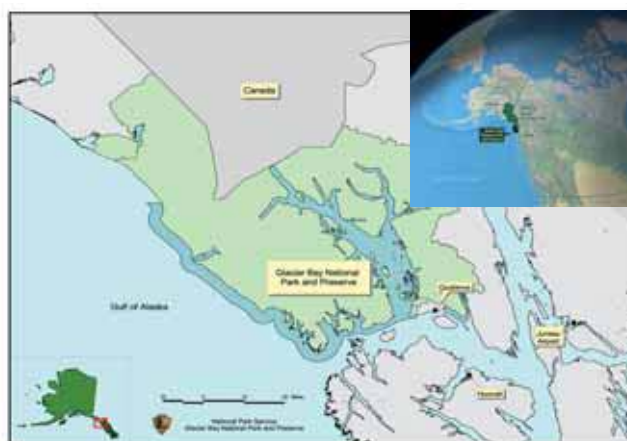 Canada
Glacier Bay National
Park and Preserve
Gustavus
Gulf of Alaska
Juneau
Airport
Hoonah
Miles
National Park Service
Glacier Bay National Park and Preserve